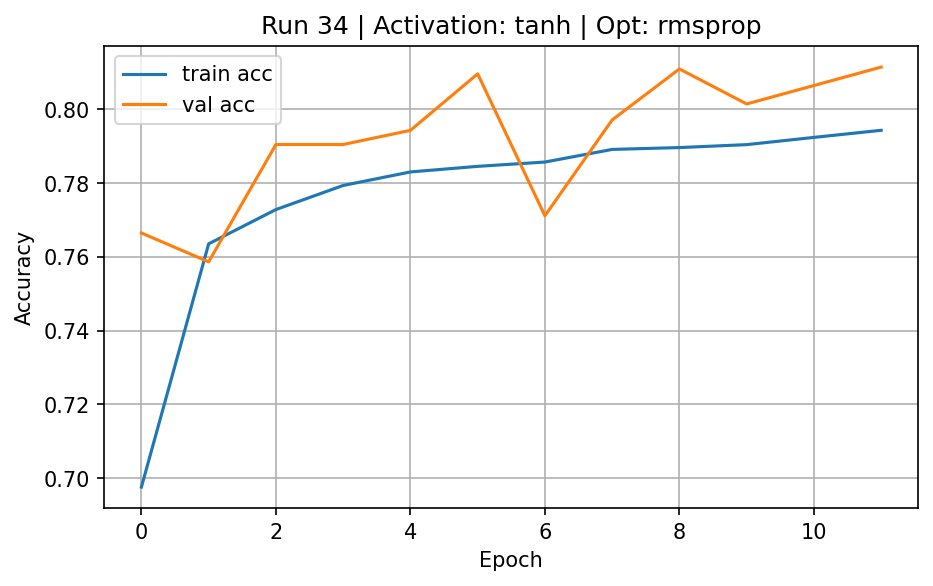 Run 34 | Activation: tanh | Opt: rmsprop
train acc
val acc
0.80
0.78
0.76
0.74
0.72
0.70
Accuracy
0 2 4 6 8 10
Epoch